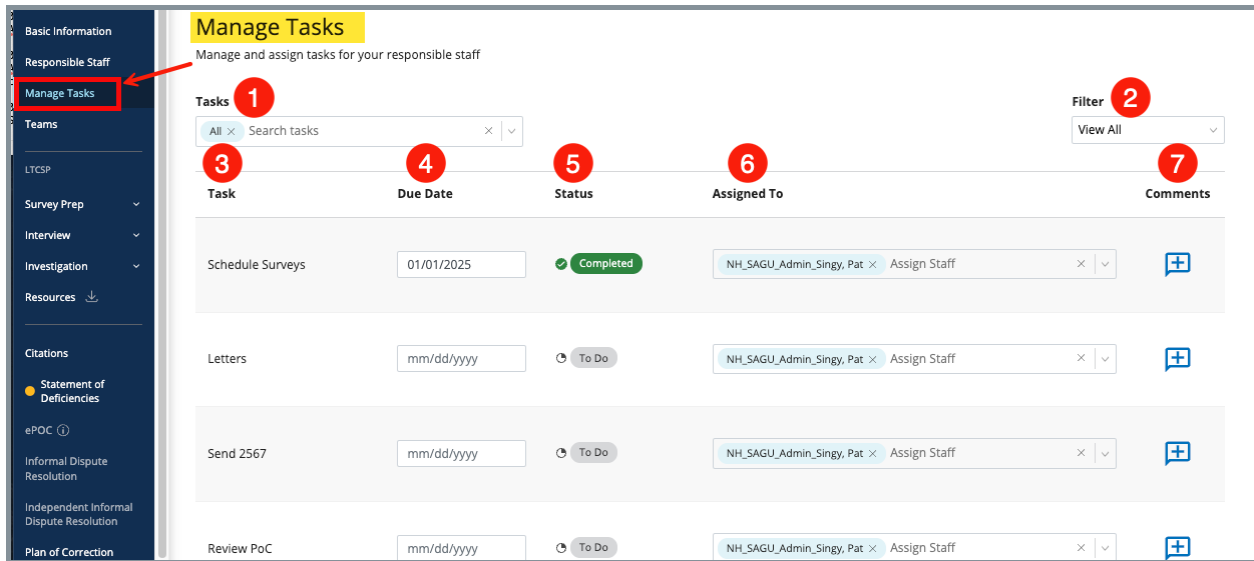 Basic Information
Responsible Staff
Manage Tasks
Teams
LTCSP
Survey Prep
Interview
Investigation
Resources
Citations
Statement of
Deficiencies
ePOC
Informal Dispute
Resolution
Independent Informal
Dispute Resolution
Plan of Correction
Manage Tasks
Manage and assign tasks for your responsible staff
Tasks 1
Filter 2
All × Search tasks
View All
3 4 5 6 7
Task Due Date Status Assigned To Comments
Schedule Surveys 01/01/2025 Completed NH_SAGU_Admin_Singy, Pat × Assign Staff
Letters mm/dd/yyyy To Do NH_SAGU_Admin_Singy, Pat × Assign Staff
Send 2567 mm/dd/yyyy To Do NH_SAGU_Admin_Singy, Pat × Assign Staff
Review PoC mm/dd/yyyy To Do NH_SAGU_Admin_Singy, Pat × Assign Staff